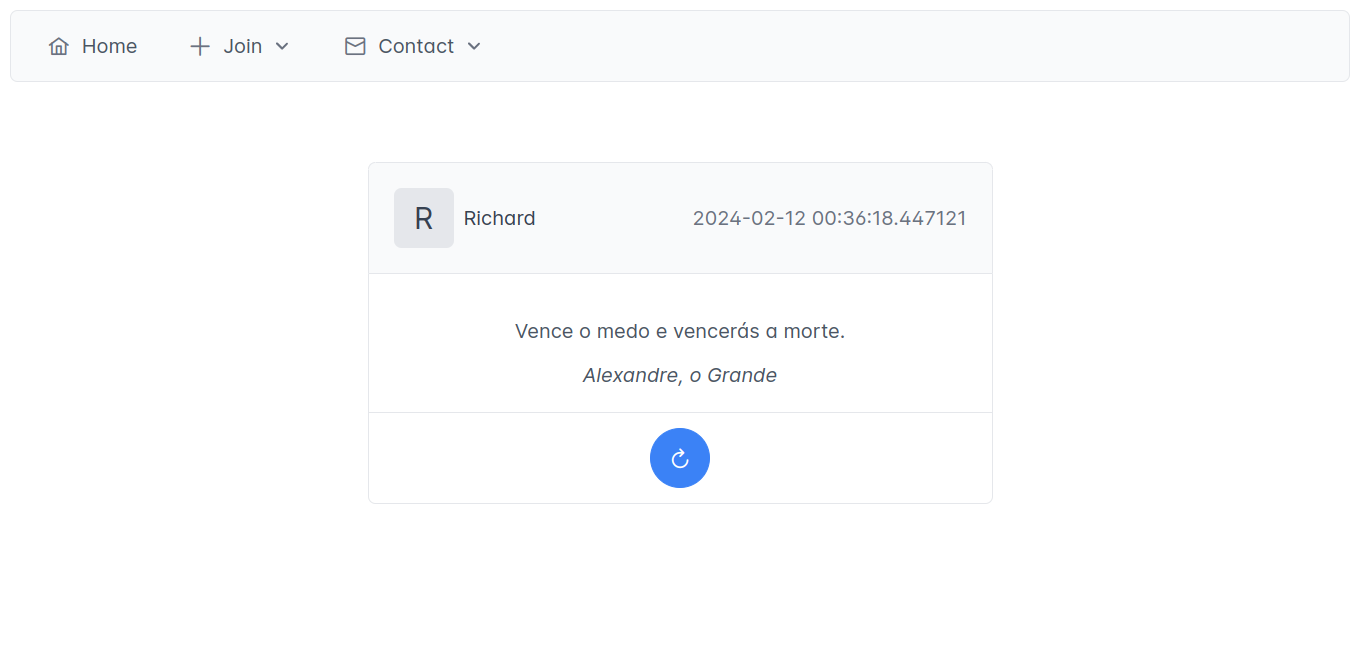 Home Join Contact
R Richard 2024-02-12 00:36:18.447121
Vence o medo e vencerás a morte.
Alexandre, o Grande